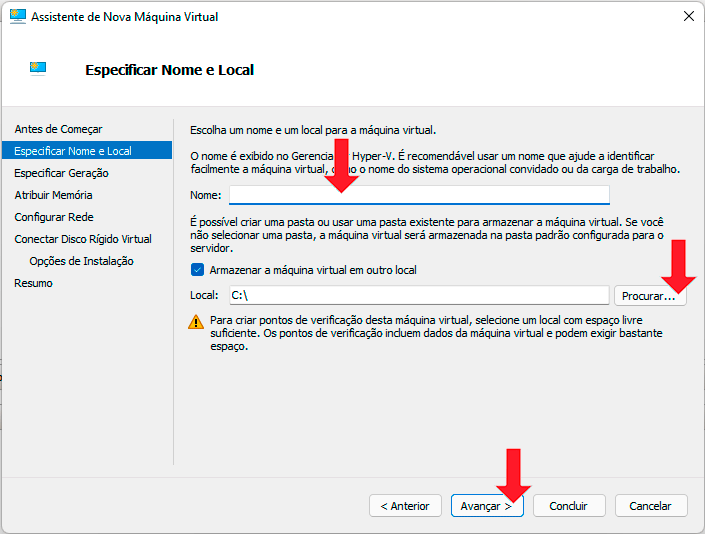 Assistente de Nova Máquina Virtual
Especificar Nome e Local
Antes de Começar
Especificar Nome e Local
Especificar Geração
Atribuir Memória
Configurar Rede
Conectar Disco Rígido Virtual
Opções de Instalação
Resumo
Escolha um nome e um local para a máquina virtual.
O nome é exibido no Hyper-V. É recomendável usar um nome que ajude a identificar
facilmente a máquina virtual, o nome do sistema operacional convidado ou da carga de trabalho.
Nome:
É possível criar uma pasta ou usar uma pasta existente para armazenar a máquina virtual. Se você
não selecionar uma pasta, a máquina virtual será armazenada na pasta padrão configurada para o
servidor.
Armazenar a máquina virtual em outro local
Local: C:\ Procurar...
Para criar pontos de verificação desta máquina virtual, selecione um local com espaço livre
suficiente. Os pontos de verificação incluem dados da máquina virtual e podem exigir bastante
espaço.
< Anterior Avançar > Concluir Cancelar